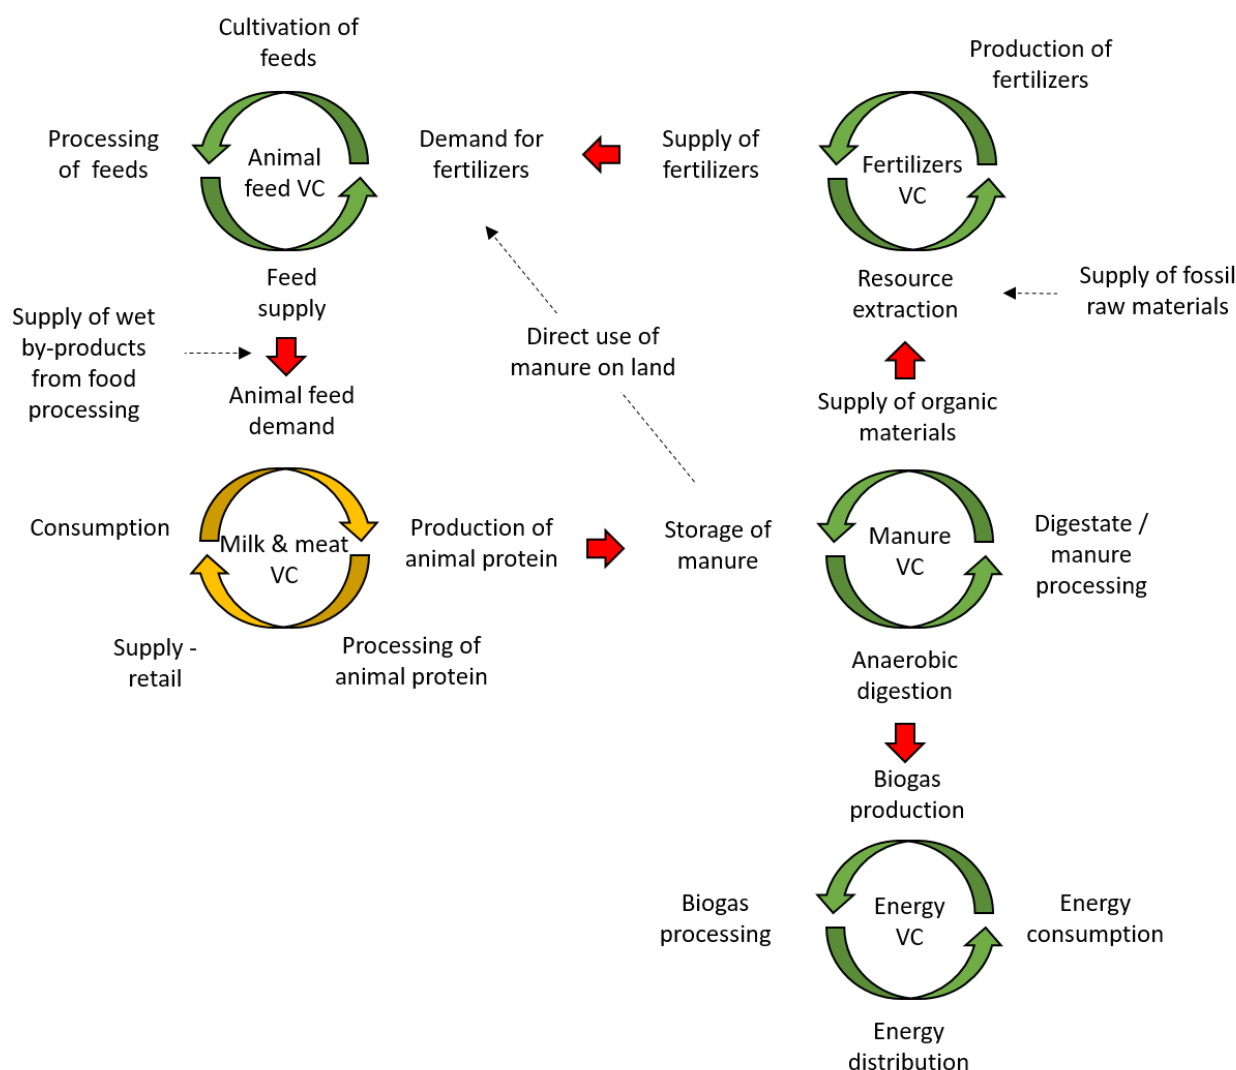 Cultivation of
feeds
Production of
fertilizers
Processing
of feeds
Animal
feed VC
Demand for
fertilizers
Supply of
fertilizers
Fertilizers
VC
Feed
supply
Resource
extraction
Supply of fossil
raw materials
Supply of wet
by-products
from food
processing
Direct use of
manure on land
Animal feed
demand
Supply of organic
materials
Consumption
Milk & meat
VC
Production of
animal protein
Storage of
manure
Manure
VC
Digestate /
manure
processing
Supply -
retail
Processing of
animal protein
Anaerobic
digestion
Biogas
production
Biogas
processing
Energy
VC
Energy
consumption
Energy
distribution